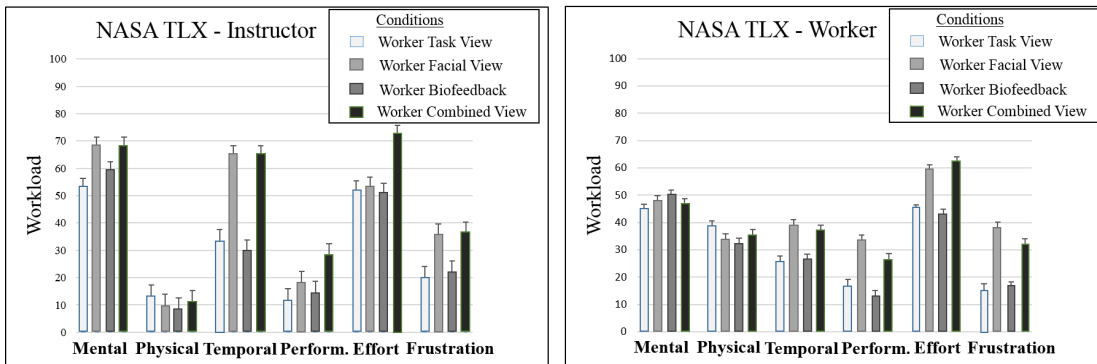 NASA TLX - Instructor
Conditions
Worker Task View
Worker Facial View
Worker Biofeedback
Worker Combined View
Workload
100
90
80
70
60
50
40
30
20
10
0
Mental Physical Temporal Perform. Effort Frustration
NASA TLX - Worker
Conditions
Worker Task View
Worker Facial View
Worker Biofeedback
Worker Combined View
Workload
100
90
80
70
60
50
40
30
20
10
0
Mental Physical Temporal Perform. Effort Frustration